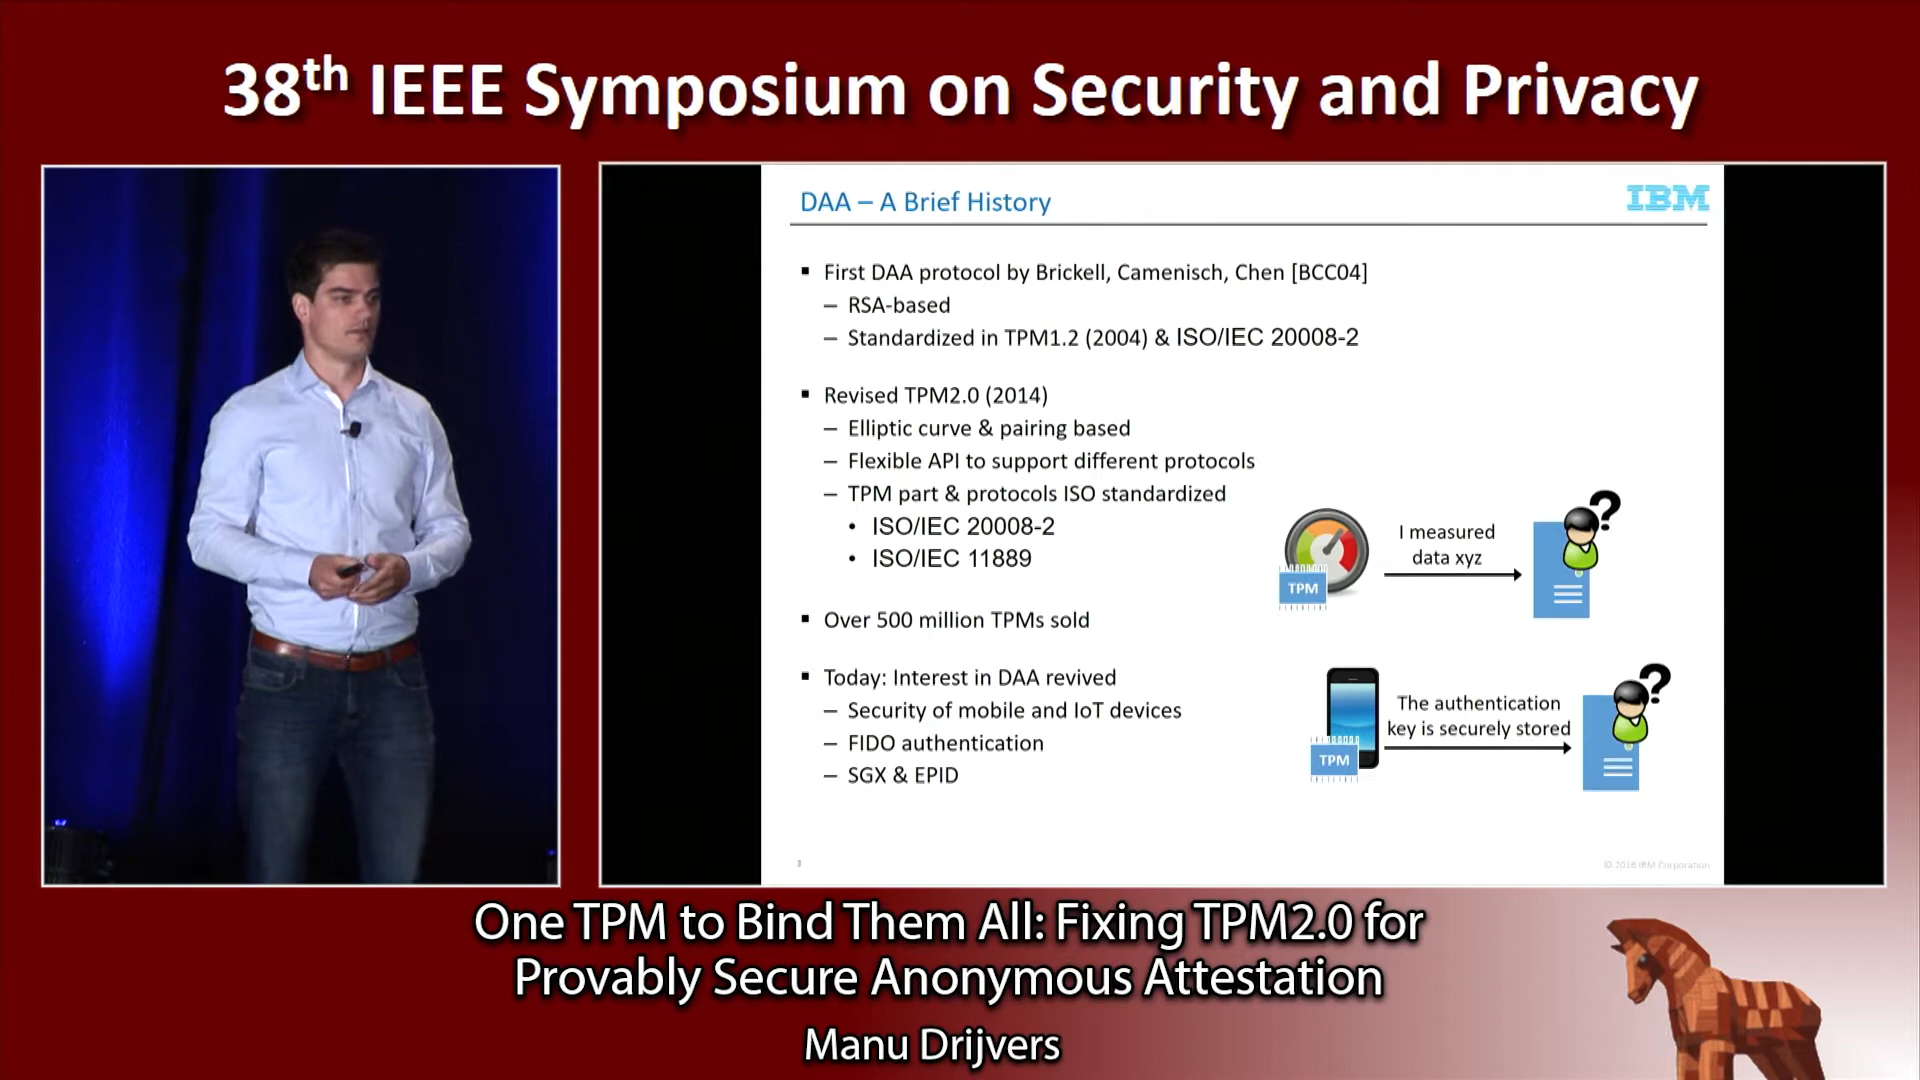 38th IEEE Symposium on Security and Privacy
DAA – A Brief History
IBM
▪ First DAA protocol by Brickell, Camenisch, Chen [BCC04]
– RSA-based
– Standardized in TPM1.2 (2004) & ISO/IEC 20008-2
▪ Revised TPM2.0 (2014)
– Elliptic curve & pairing based
– Flexible API to support different protocols
– TPM part & protocols ISO standardized
• ISO/IEC 20008-2
• ISO/IEC 11889
▪ Over 500 million TPMs sold
▪ Today: Interest in DAA revived
– Security of mobile and IoT devices
– FIDO authentication
– SGX & EPID
TPM
I measured
data xyz
?
TPM
The authentication
key is securely stored
?
3
© 2016 IBM Corporation
One TPM to Bind Them All: Fixing TPM2.0 for
Provably Secure Anonymous Attestation
Manu Drijvers